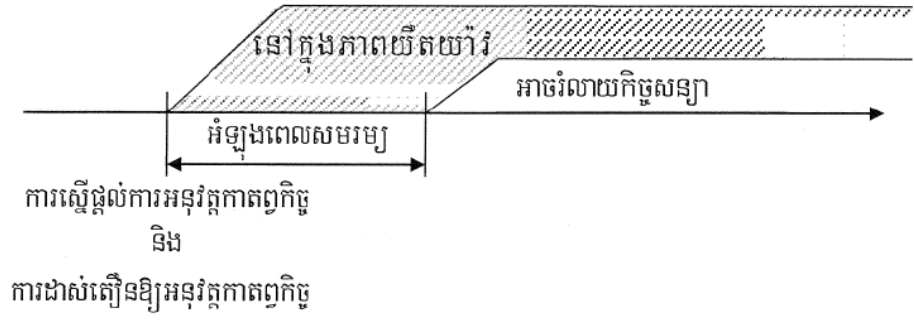 នៅក្នុងភាពយឺតយ៉ាវ
អាចរំលាយកិច្ចសន្យា
អំឡុងពេលសមរម្យ
ការស្នើផ្តល់ការអនុវត្តកាតព្វកិច្ច
និង
ការដាស់តឿនឱ្យអនុវត្តកាតព្វកិច្ច